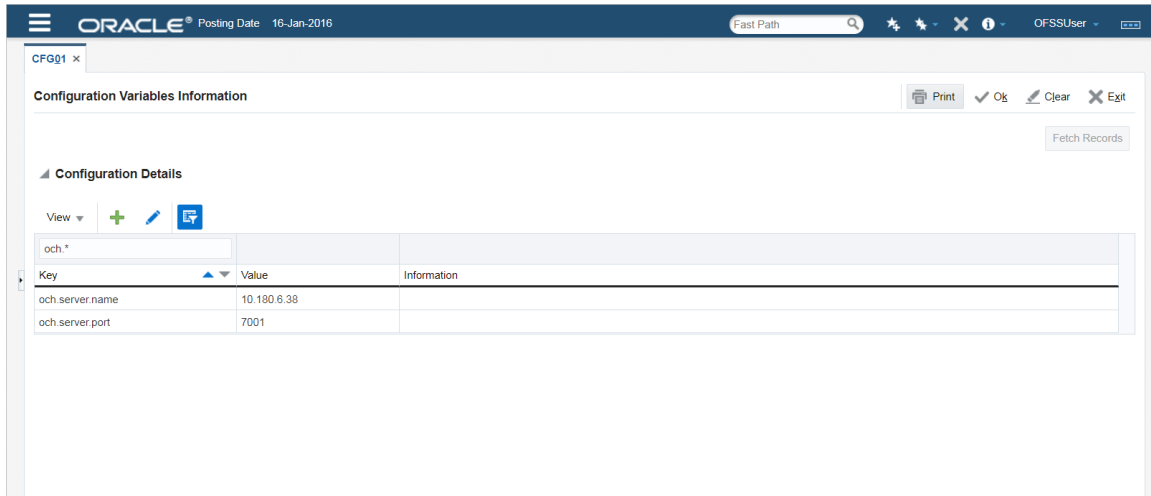 ORACLE® Posting Date 16-Jan-2016 Fast Path OFSSUser
CFG01
Configuration Variables Information Print Ok Clear Exit
Fetch Records
Configuration Details
View
och.*
Key Value Information
och.server.name 10.180.6.38
och.server.port 7001